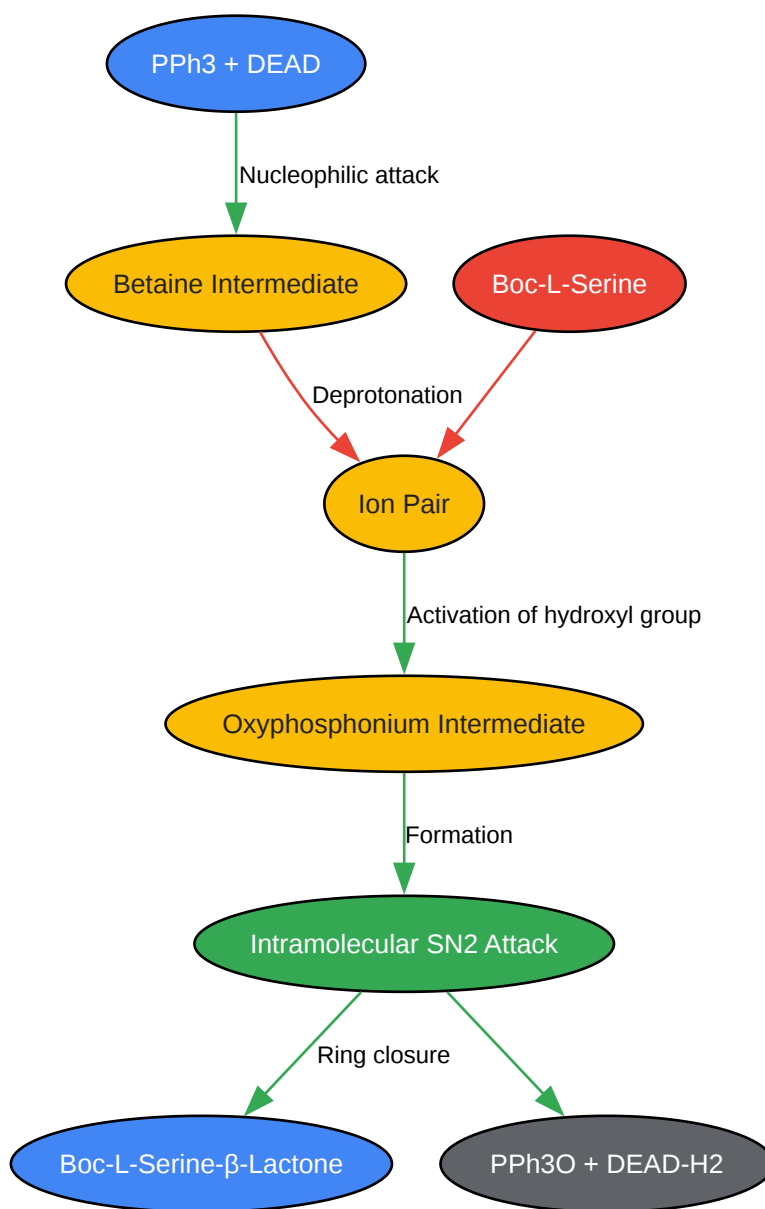 PPh3 + DEAD
Nucleophilic attack
Betaine Intermediate
Boc-L-Serine
Deprotonation
Ion Pair
Activation of hydroxyl group
Oxyphosphonium Intermediate
Formation
Intramolecular SN2 Attack
Ring closure
Boc-L-Serine-β-Lactone
PPh3O + DEAD-H2